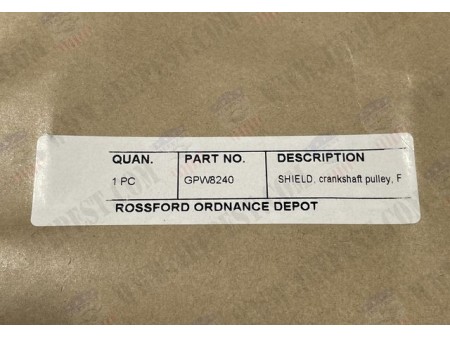 QUAN. PART NO. DESCRIPTION
1 PC GPW8240 SHIELD, crankshaft pulley, F
ROSSFORD ORDNANCE DEPOT